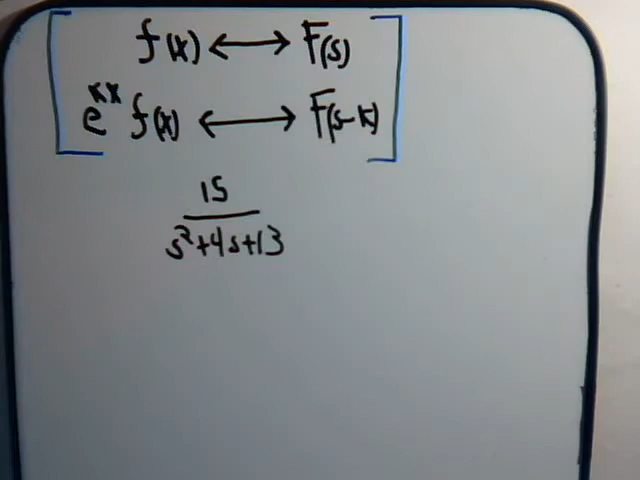 f(x) ⟷ F(s)
e^{kx} f(x) ⟷ F(s-k)
15
s²+4s+13